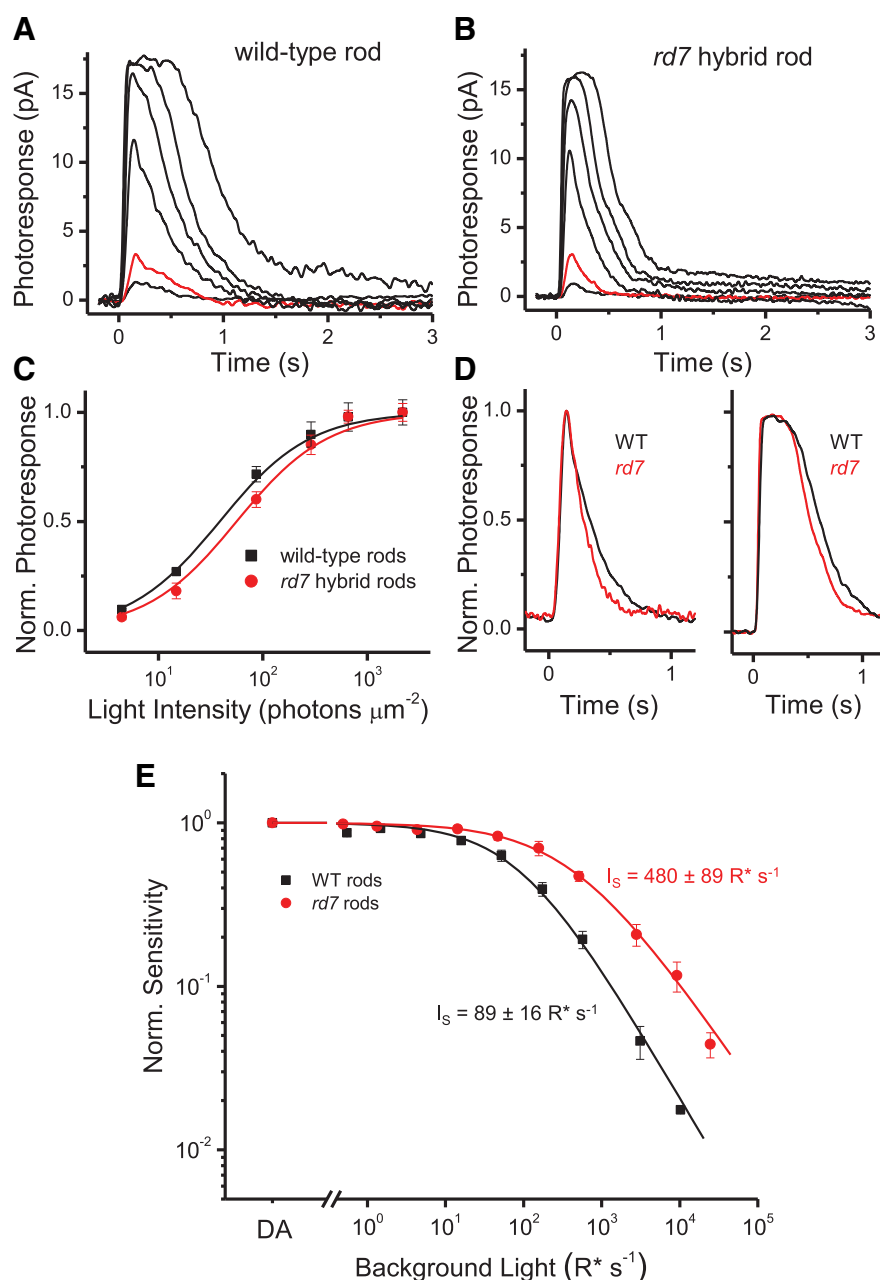 A
wild-type rod
Photoresponse (pA)
15
10
5
0
0
1
2
3
Time (s)
B
rd7 hybrid rod
Photoresponse (pA)
15
10
5
0
0
1
2
3
Time (s)
C
Norm. Photoresponse
1.0
0.5
0.0
wild-type rods
rd7 hybrid rods
10¹
10²
10³
Light Intensity (photons μm⁻²)
D
Norm. Photoresponse
1.0
0.5
0.0
WT
rd7
0
1
Time (s)
WT
rd7
0
1
Time (s)
E
Norm. Sensitivity
10⁰
10⁻¹
10⁻²
WT rods
rd7 rods
I_S = 480 ± 89 R* s⁻¹
I_S = 89 ± 16 R* s⁻¹
DA
10⁰
10¹
10²
10³
10⁴
10⁵
Background Light (R* s⁻¹)